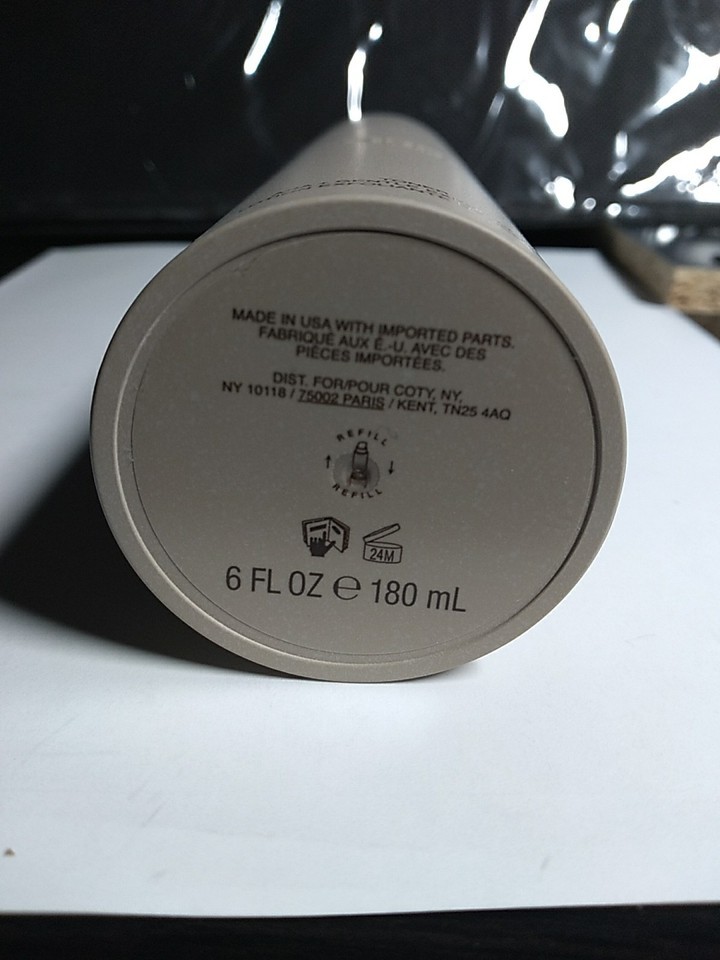 MADE IN USA WITH IMPORTED PARTS.
FABRIQUÉ AUX É.-U. AVEC DES
PIÈCES IMPORTÉES.
DIST. FOR/POUR COTY, NY,
NY 10118 / 75002 PARIS / KENT, TN25 4AQ
REFILL
REFILL
24M
6 FL OZ ℮ 180 mL